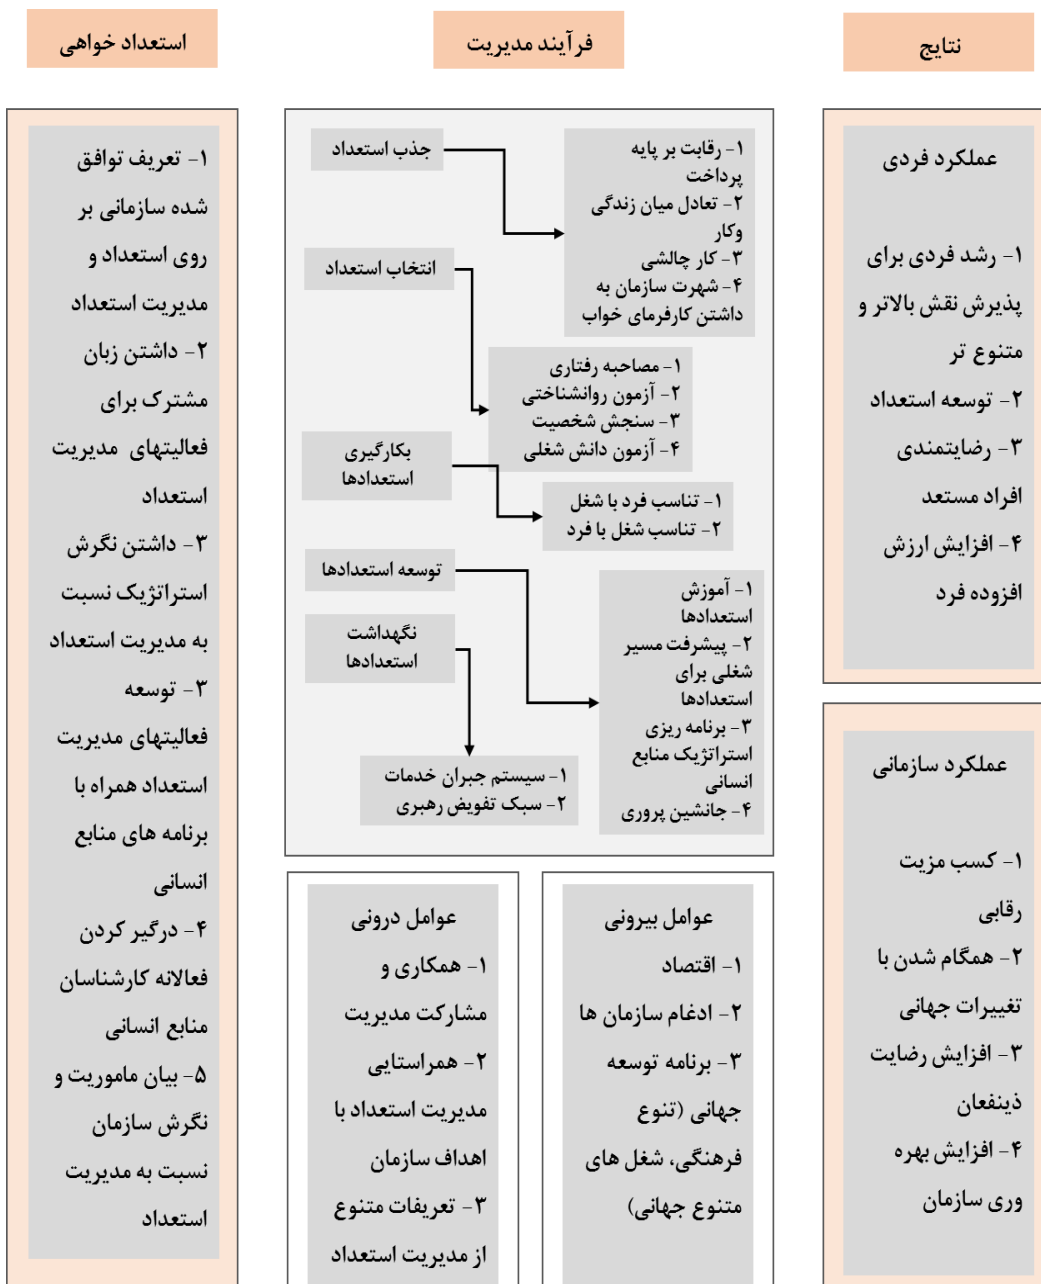 استعداد خواهی
فرآیند مدیریت
نتایج
۱- تعریف توافق
شده سازمانی بر
روی استعداد و
مدیریت استعداد
۲- داشتن زبان
مشترک برای
فعالیتهای مدیریت
استعداد
۳- داشتن نگرش
استراتژیک نسبت
به مدیریت استعداد
۳- توسعه
فعالیتهای مدیریت
استعداد همراه با
برنامه های منابع
انسانی
۴- درگیر کردن
فعالانه کارشناسان
منابع انسانی
۵- بیان ماموریت و
نگرش سازمان
نسبت به مدیریت
استعداد
جذب استعداد
۱- رقابت بر پایه
پرداخت
۲- تعادل میان زندگی
وکار
۳- کار چالشی
۴- شهرت سازمان به
داشتن کارفرمای خواب
انتخاب استعداد
۱- مصاحبه رفتاری
۲- آزمون روانشناختی
۳- سنجش شخصیت
۴- آزمون دانش شغلی
بکارگیری
استعدادها
۱- تناسب فرد با شغل
۲- تناسب شغل با فرد
توسعه استعدادها
۱- آموزش
استعدادها
۲- پیشرفت مسیر
شغلی برای
استعدادها
۳- برنامه ریزی
استراتژیک منابع
انسانی
۴- جانشین پروری
نگهداشت
استعدادها
۱- سیستم جبران خدمات
۲- سبک تفویض رهبری
عوامل درونی
۱- همکاری و
مشارکت مدیریت
۲- همراستایی
مدیریت استعداد با
اهداف سازمان
۳- تعریفات متنوع
از مدیریت استعداد
عوامل بیرونی
۱- اقتصاد
۲- ادغام سازمان ها
۳- برنامه توسعه
جهانی (تنوع
فرهنگی، شغل های
متنوع جهانی)
عملکرد فردی
۱- رشد فردی برای
پذیرش نقش بالاتر و
متنوع تر
۲- توسعه استعداد
۳- رضایتمندی
افراد مستعد
۴- افزایش ارزش
افزوده فرد
عملکرد سازمانی
۱- کسب مزیت
رقابی
۲- همگام شدن با
تغییرات جهانی
۳- افزایش رضایت
ذینفعان
۴- افزایش بهره
وری سازمان